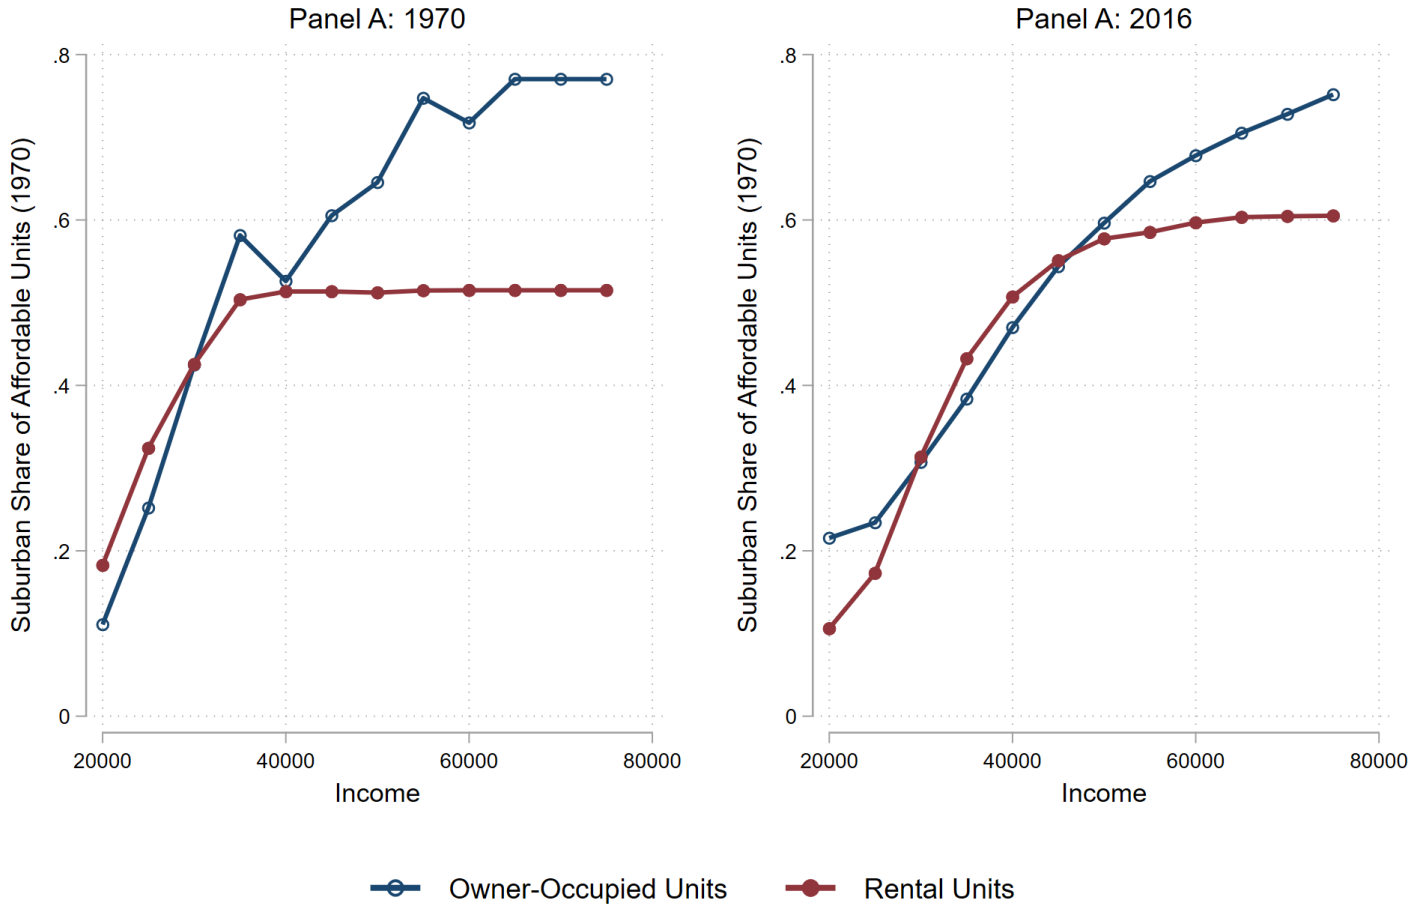 Panel A: 1970
Suburban Share of Affordable Units (1970)
.8
.6
.4
.2
0
20000 40000 60000 80000
Income
Panel A: 2016
Suburban Share of Affordable Units (1970)
.8
.6
.4
.2
0
20000 40000 60000 80000
Income
Owner-Occupied Units Rental Units